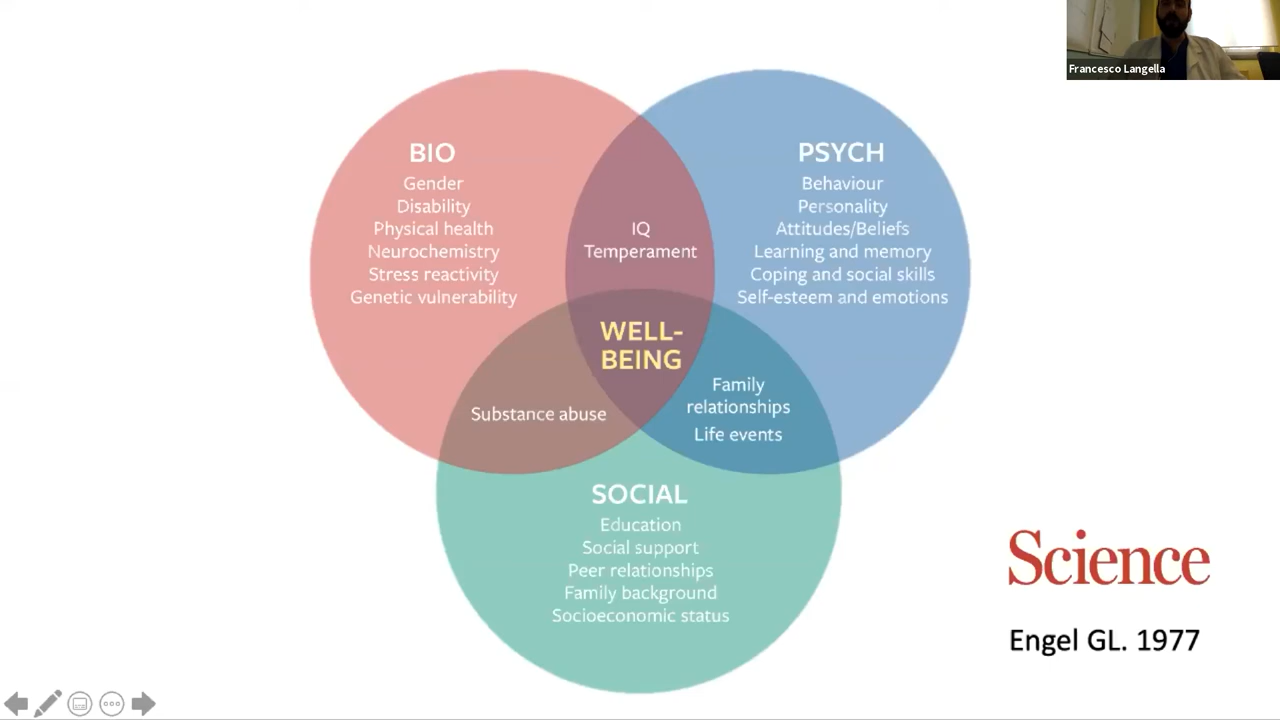 Francesco Langella
BIO
Gender
Disability
Physical health
Neurochemistry
Stress reactivity
Genetic vulnerability
PSYCH
Behaviour
Personality
Attitudes/Beliefs
Learning and memory
Coping and social skills
Self-esteem and emotions
IQ
Temperament
WELL-
BEING
Substance abuse
Family
relationships
Life events
SOCIAL
Education
Social support
Peer relationships
Family background
Socioeconomic status
Science
Engel GL. 1977